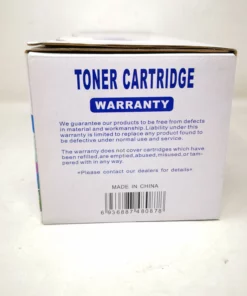 TONER CARTRIDGE
WARRANTY
We guarantee our products to be free from defects
in material and workmanship.Liability under this
warranty is limited to replace any product found to
be defective.under normal use and service.
The warranty does not cover cartridges which have
been refilled.are emptied.abused,misused.or tam-
pered with in any way.
»Please contact our dealers for details«
MADE IN CHINA
6936887480878